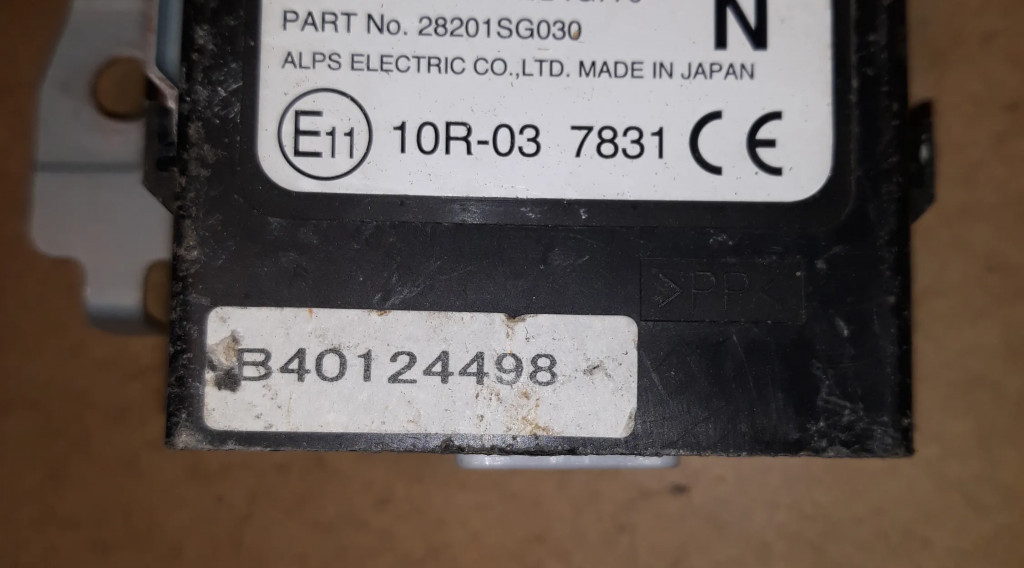 N
PART No. 28201SG030
ALPS ELECTRIC CO.,LTD. MADE IN JAPAN
E11 10R-03 7831 CE
>PP<
B40124498